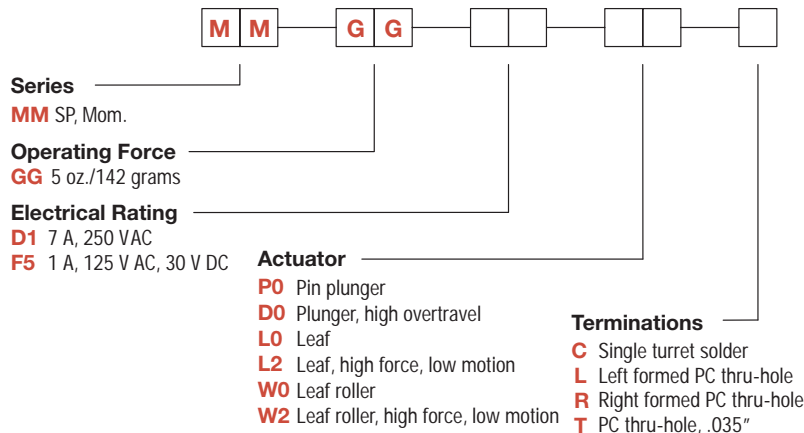 M M G G
Series
MM SP, Mom.
Operating Force
GG 5 oz./142 grams
Electrical Rating
D1 7 A, 250 VAC
F5 1 A, 125 V AC, 30 V DC
Actuator
P0 Pin plunger
D0 Plunger, high overtravel
L0 Leaf
L2 Leaf, high force, low motion
W0 Leaf roller
W2 Leaf roller, high force, low motion
Terminations
C Single turret solder
L Left formed PC thru-hole
R Right formed PC thru-hole
T PC thru-hole, .035"